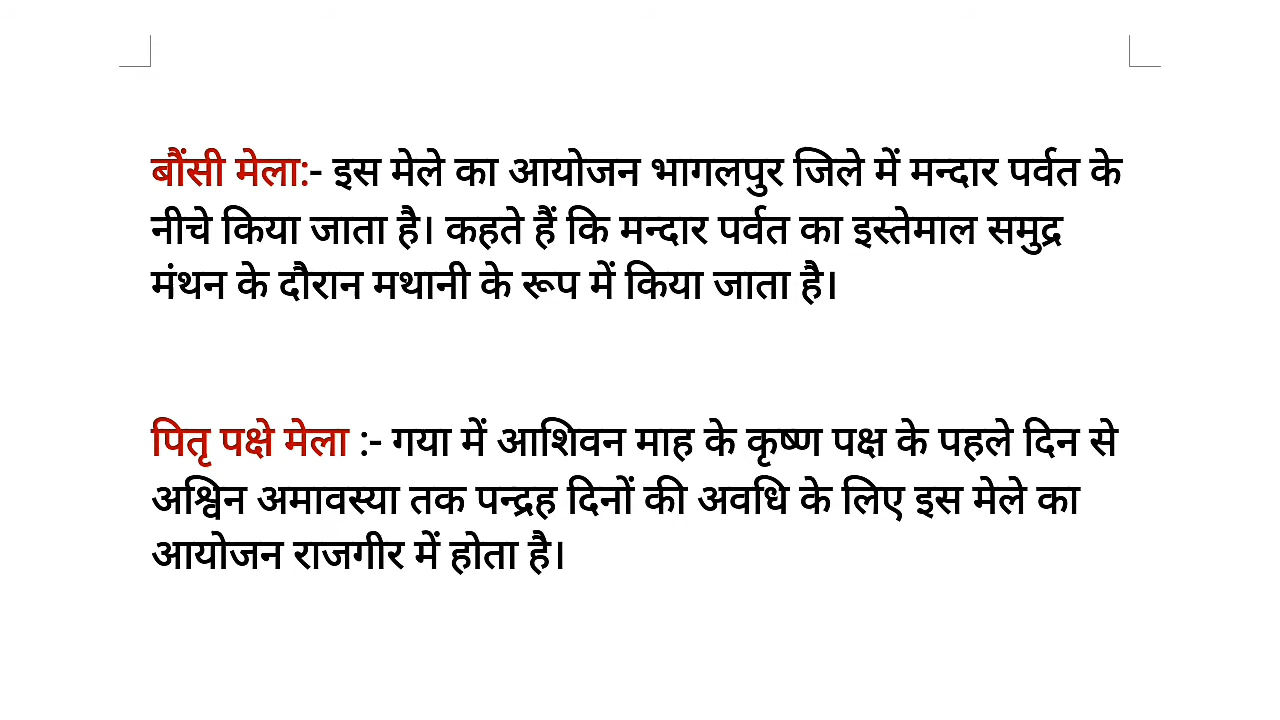 बौंसी मेला:- इस मेले का आयोजन भागलपुर जिले में मन्दार पर्वत के
नीचे किया जाता है। कहते हैं कि मन्दार पर्वत का इस्तेमाल समुद्र
मंथन के दौरान मथानी के रूप में किया जाता है।
पितृ पक्षे मेला :- गया में आशिवन माह के कृष्ण पक्ष के पहले दिन से
अश्विन अमावस्या तक पन्द्रह दिनों की अवधि के लिए इस मेले का
आयोजन राजगीर में होता है।